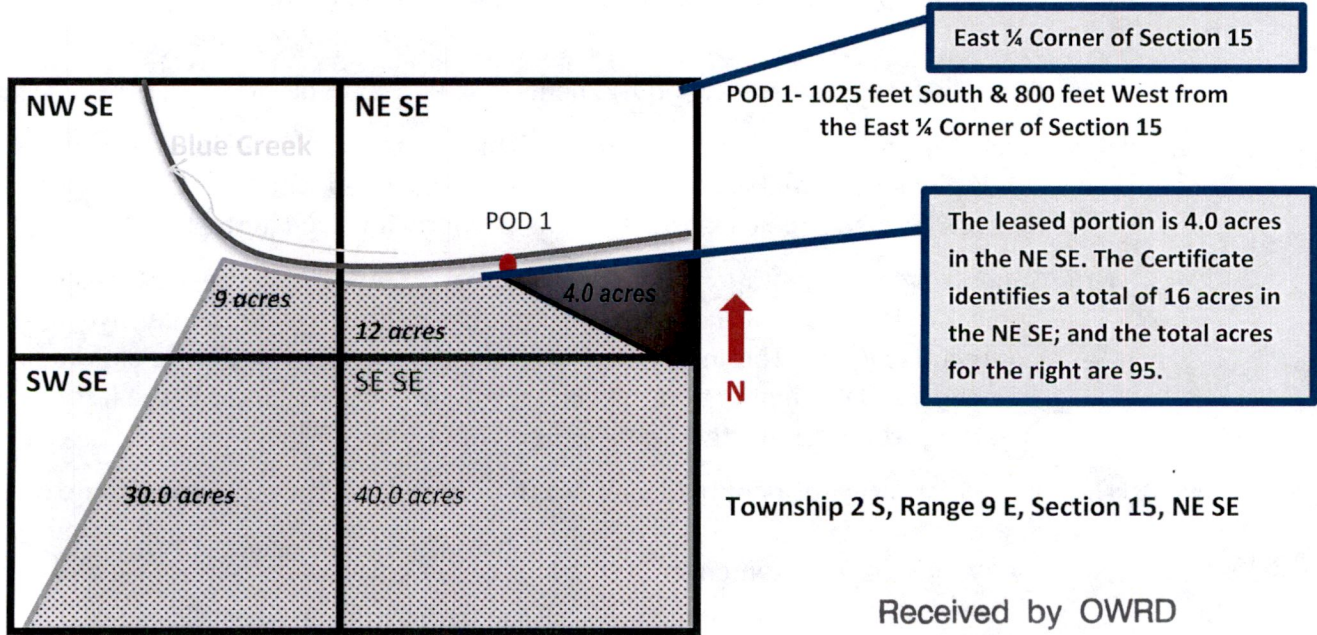 East ¼ Corner of Section 15
NW SE
NE SE
POD 1- 1025 feet South & 800 feet West from
the East ¼ Corner of Section 15
Blue Creek
POD 1
The leased portion is 4.0 acres
in the NE SE. The Certificate
identifies a total of 16 acres in
the NE SE; and the total acres
for the right are 95.
9 acres
4.0 acres
12 acres
SW SE
SE SE
N
30.0 acres
40.0 acres
Township 2 S, Range 9 E, Section 15, NE SE
Received by OWRD